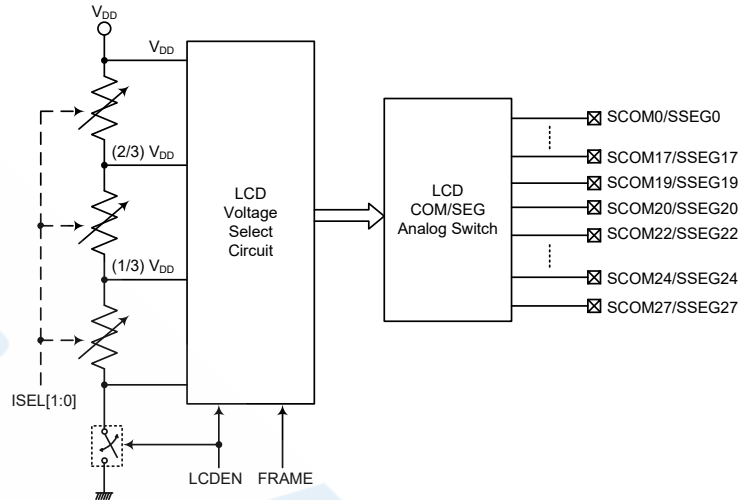 VDD
VDD
(2/3) VDD
(1/3) VDD
ISEL[1:0]
LCD
Voltage
Select
Circuit
LCDEN
FRAME
LCD
COM/SEG
Analog Switch
SCOM0/SSEG0
SCOM17/SSEG17
SCOM19/SSEG19
SCOM20/SSEG20
SCOM22/SSEG22
SCOM24/SSEG24
SCOM27/SSEG27